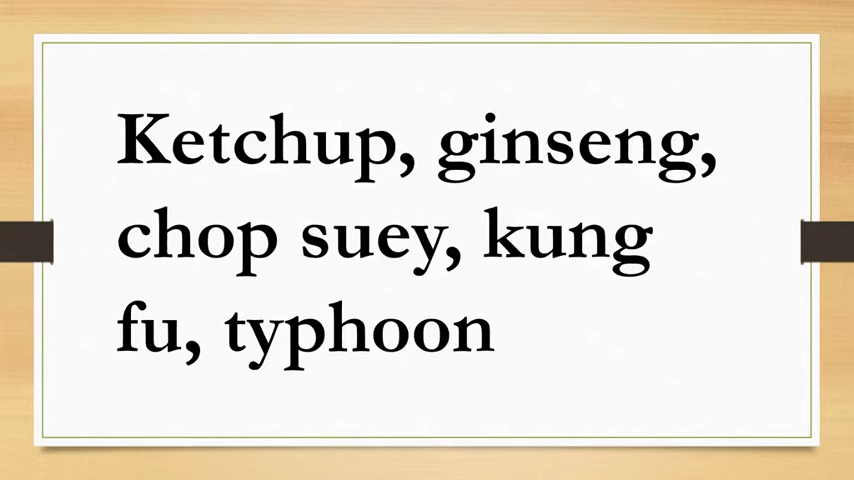 Ketchup, ginseng,
chop suey, kung
fu, typhoon